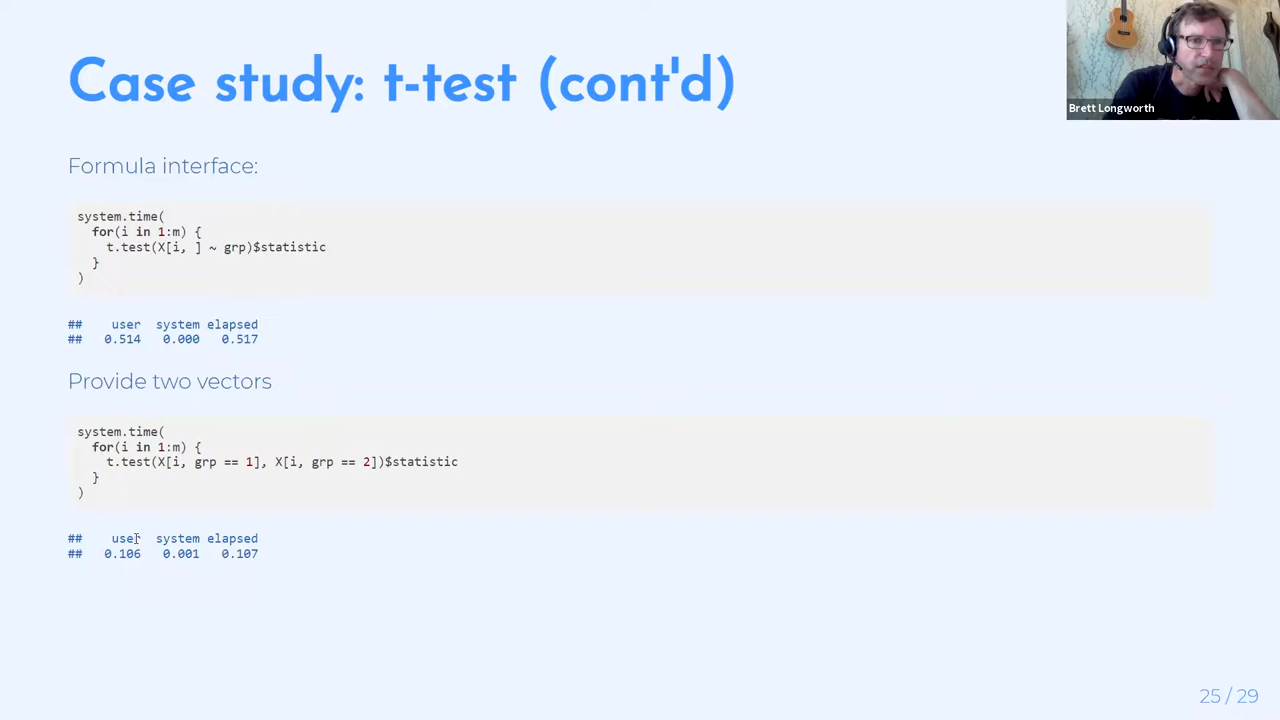 Case study: t-test (cont'd)
Brett Longworth
Formula interface:
system.time(
  for(i in 1:m) {
    t.test(X[i, ] ~ grp)$statistic
  }
)
##    user  system elapsed
##   0.514   0.000   0.517
Provide two vectors
system.time(
  for(i in 1:m) {
    t.test(X[i, grp == 1], X[i, grp == 2])$statistic
  }
)
##    user  system elapsed
##   0.106   0.001   0.107
25 / 29